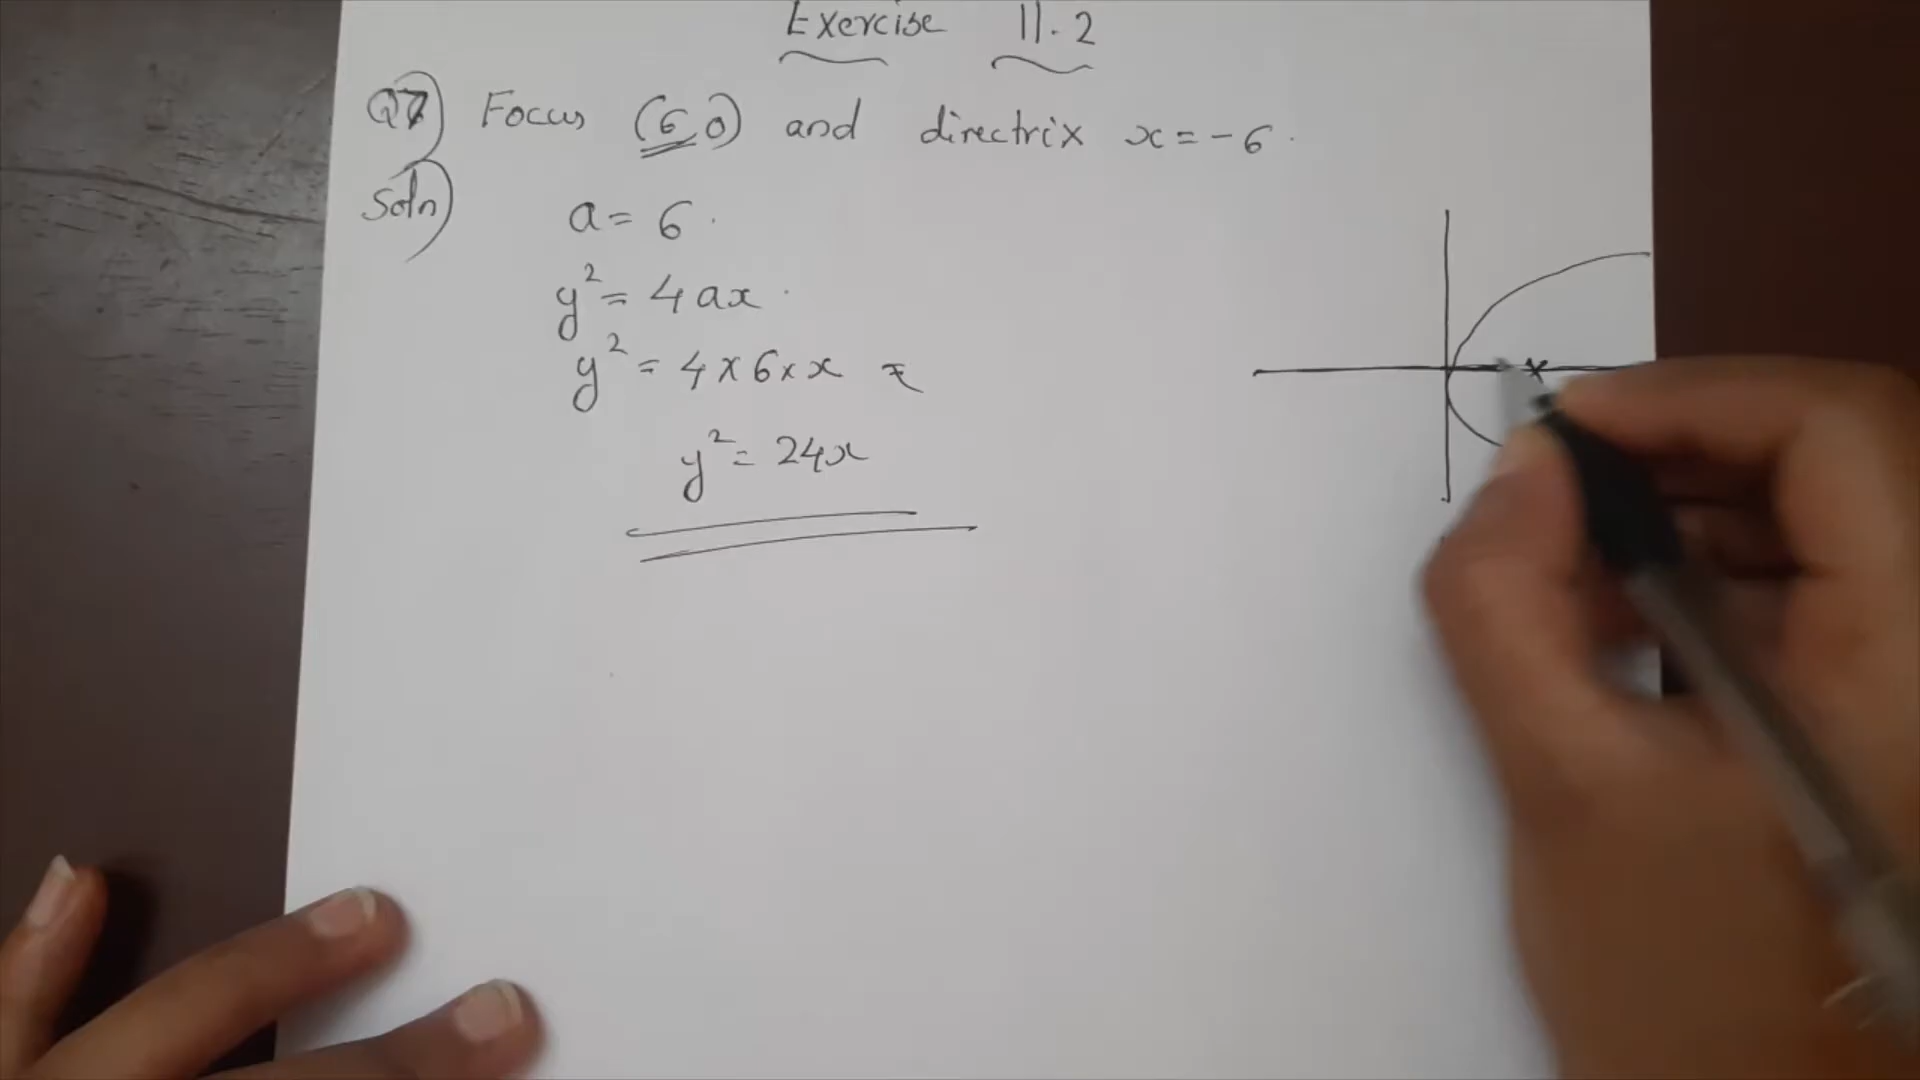 Exercise 11.2
Q7) Focus (6 0) and directrix x = -6.
Soln)
a = 6.
y² = 4ax.
y² = 4 × 6 × x
y² = 24x